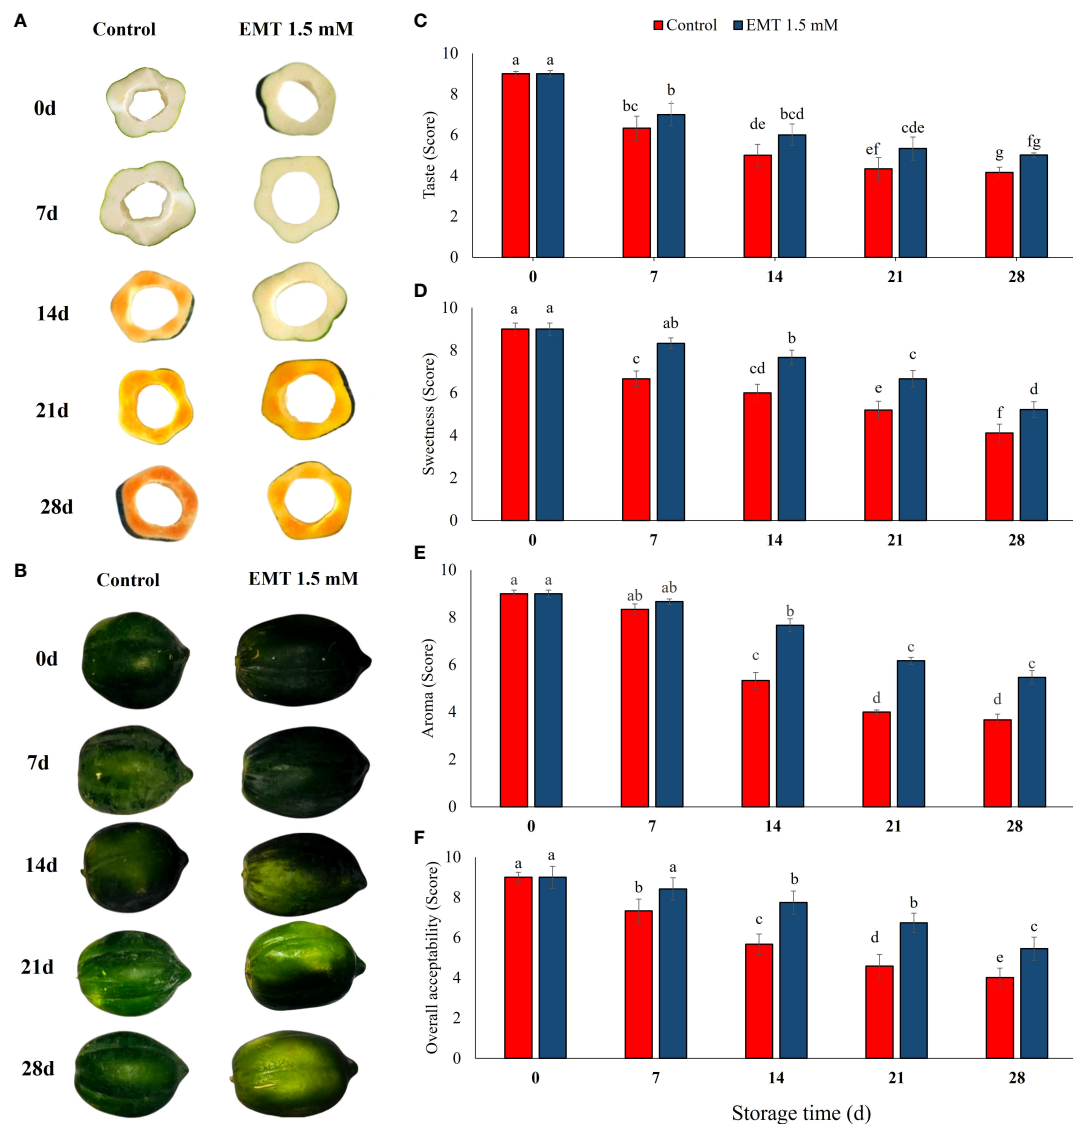 A
Control EMT 1.5 mM
0d
7d
14d
21d
28d
B
Control EMT 1.5 mM
0d
7d
14d
21d
28d
C
Control EMT 1.5 mM
Taste (Score)
10
8
6
4
2
0
a a bc b de bcd ef cde g fg
0 7 14 21 28
D
Sweetness (Score)
10
8
6
4
2
0
a a c ab cd b e c f d
0 7 14 21 28
E
Aroma (Score)
10
8
6
4
2
0
a a ab ab c b d c d c
0 7 14 21 28
F
Overall acceptability (Score)
10
8
6
4
2
0
a a b a c b d b e c
0 7 14 21 28
Storage time (d)